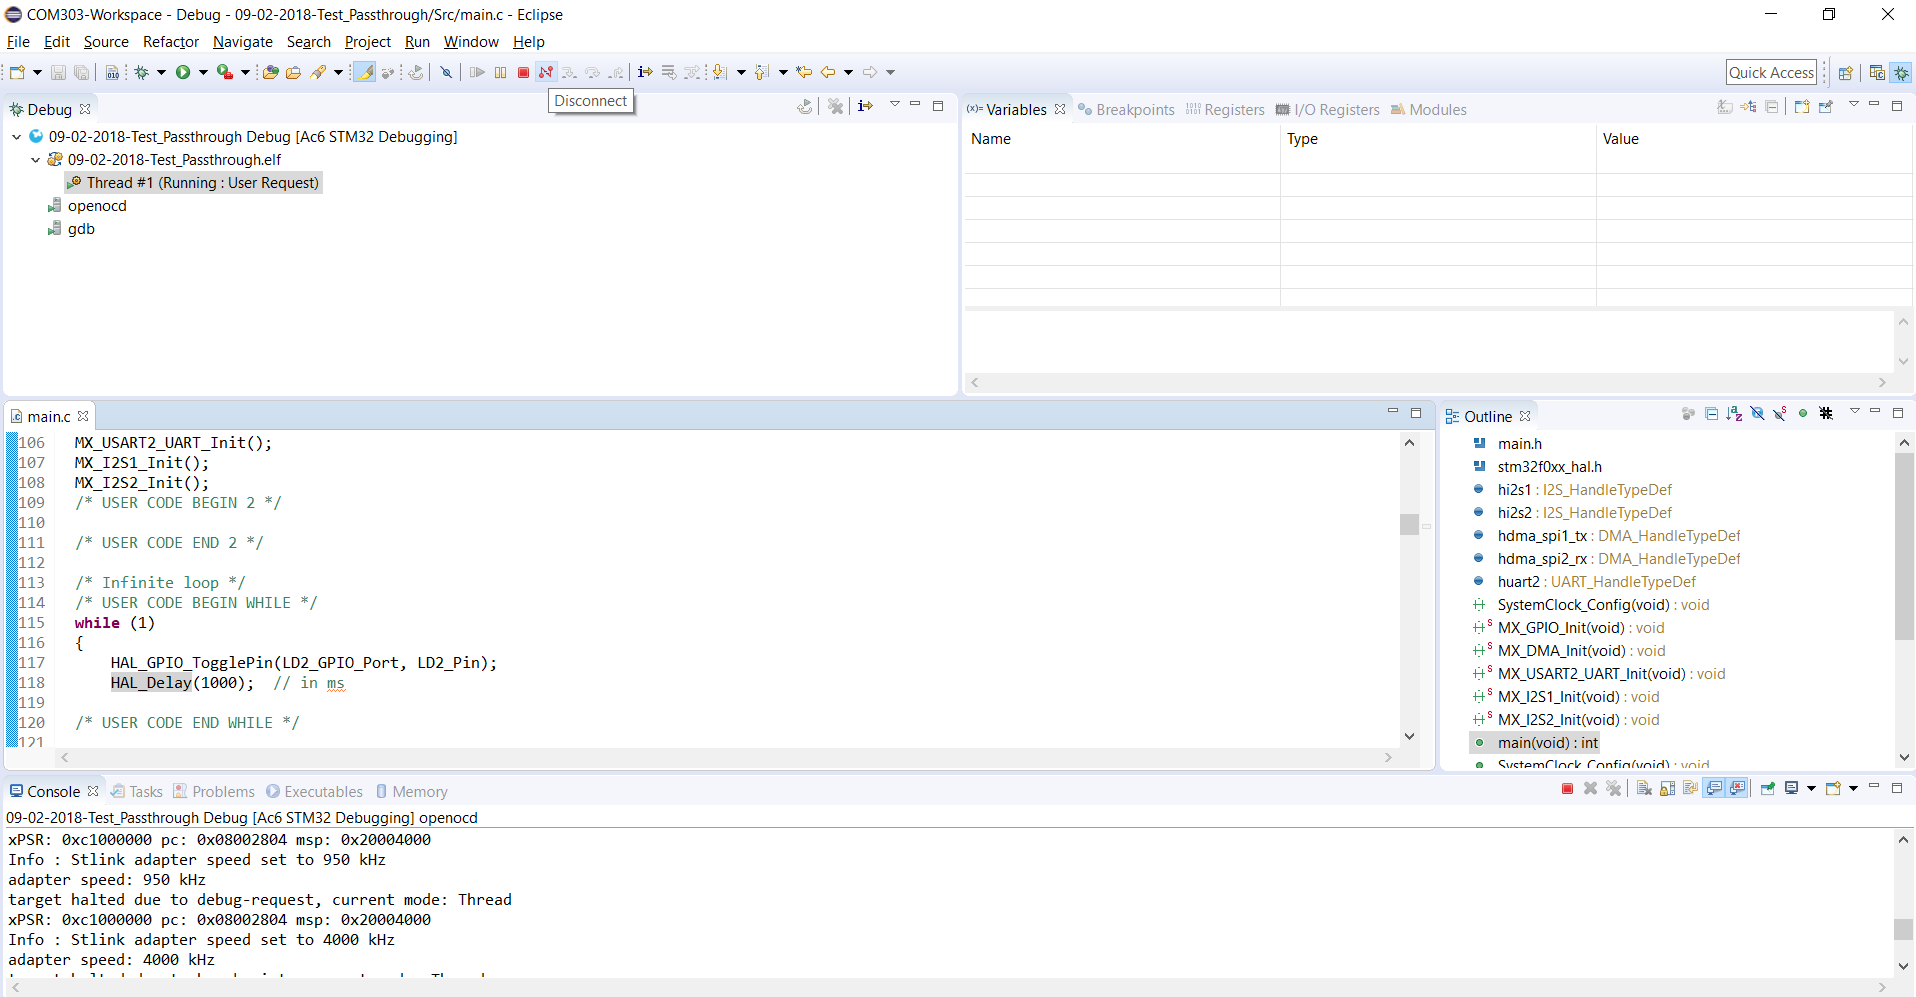 COM303-Workspace - Debug - 09-02-2018-Test_Passthrough/Src/main.c - Eclipse
File Edit Source Refactor Navigate Search Project Run Window Help
Quick Access
Disconnect
Debug
09-02-2018-Test_Passthrough Debug [Ac6 STM32 Debugging]
09-02-2018-Test_Passthrough.elf
Thread #1 (Running : User Request)
openocd
gdb
(x)= Variables Breakpoints Registers I/O Registers Modules
Name Type Value
main.c
106 MX_USART2_UART_Init();
107 MX_I2S1_Init();
108 MX_I2S2_Init();
109 /* USER CODE BEGIN 2 */
110
111 /* USER CODE END 2 */
112
113 /* Infinite loop */
114 /* USER CODE BEGIN WHILE */
115 while (1)
116 {
117 HAL_GPIO_TogglePin(LD2_GPIO_Port, LD2_Pin);
118 HAL_Delay(1000); // in ms
119
120 /* USER CODE END WHILE */
121
Outline
main.h
stm32f0xx_hal.h
hi2s1 : I2S_HandleTypeDef
hi2s2 : I2S_HandleTypeDef
hdma_spi1_tx : DMA_HandleTypeDef
hdma_spi2_rx : DMA_HandleTypeDef
huart2 : UART_HandleTypeDef
SystemClock_Config(void) : void
MX_GPIO_Init(void) : void
MX_DMA_Init(void) : void
MX_USART2_UART_Init(void) : void
MX_I2S1_Init(void) : void
MX_I2S2_Init(void) : void
main(void) : int
SystemClock_Config(void) : void
Console Tasks Problems Executables Memory
09-02-2018-Test_Passthrough Debug [Ac6 STM32 Debugging] openocd
xPSR: 0xc1000000 pc: 0x08002804 msp: 0x20004000
Info : Stlink adapter speed set to 950 kHz
adapter speed: 950 kHz
target halted due to debug-request, current mode: Thread
xPSR: 0xc1000000 pc: 0x08002804 msp: 0x20004000
Info : Stlink adapter speed set to 4000 kHz
adapter speed: 4000 kHz